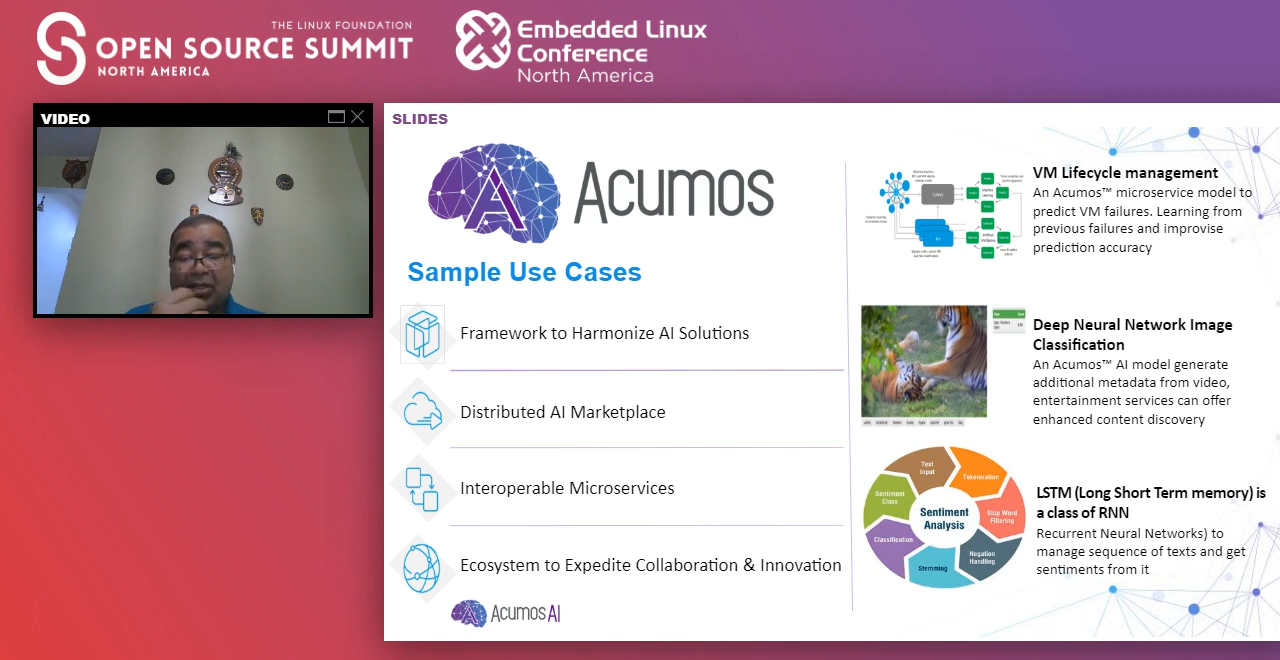 THE LINUX FOUNDATION
OPEN SOURCE SUMMIT
NORTH AMERICA
Embedded Linux
Conference
North America
VIDEO
SLIDES
ACUMOS
Sample Use Cases
Framework to Harmonize AI Solutions
Distributed AI Marketplace
Interoperable Microservices
Ecosystem to Expedite Collaboration & Innovation
ACUMOS AI
VM Lifecycle management
An Acumos™ microservice model to
predict VM failures. Learning from
previous failures and improvise
prediction accuracy
Deep Neural Network Image
Classification
An Acumos™ AI model generate
additional metadata from video,
entertainment services can offer
enhanced content discovery
Text
Input
Tokenization
Stop Word
Filtering
Negation
Handling
Stemming
Classification
Sentiment
Class
Sentiment
Analysis
LSTM (Long Short Term memory) is
a class of RNN
Recurrent Neural Networks) to
manage sequence of texts and get
sentiments from it